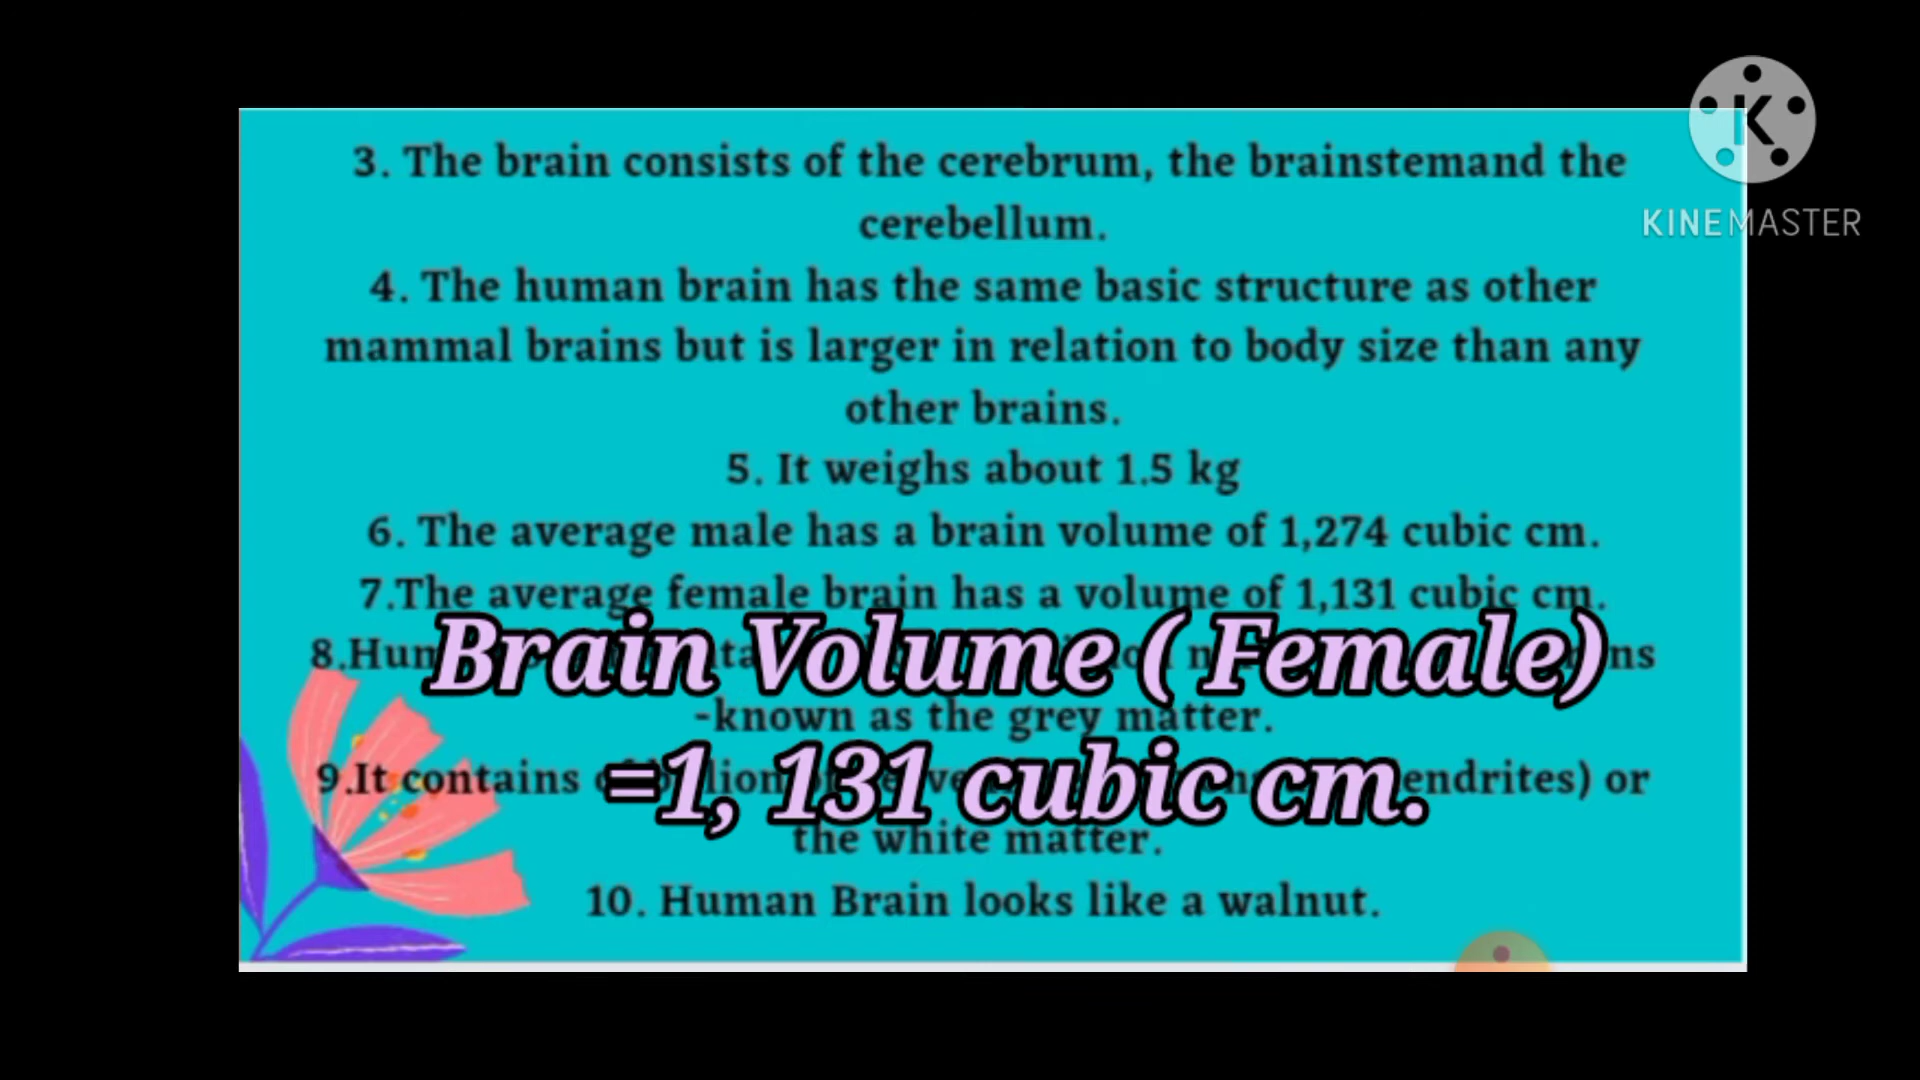 3. The brain consists of the cerebrum, the brainstemand the
cerebellum.
4. The human brain has the same basic structure as other
mammal brains but is larger in relation to body size than any
other brains.
5. It weighs about 1.5 kg
6. The average male has a brain volume of 1,274 cubic cm.
7.The average female brain has a volume of 1,131 cubic cm.
Brain Volume ( Female)
=1, 131 cubic cm.
-known as the grey matter.
9.It contains
the white matter.
10. Human Brain looks like a walnut.
KINEMASTER